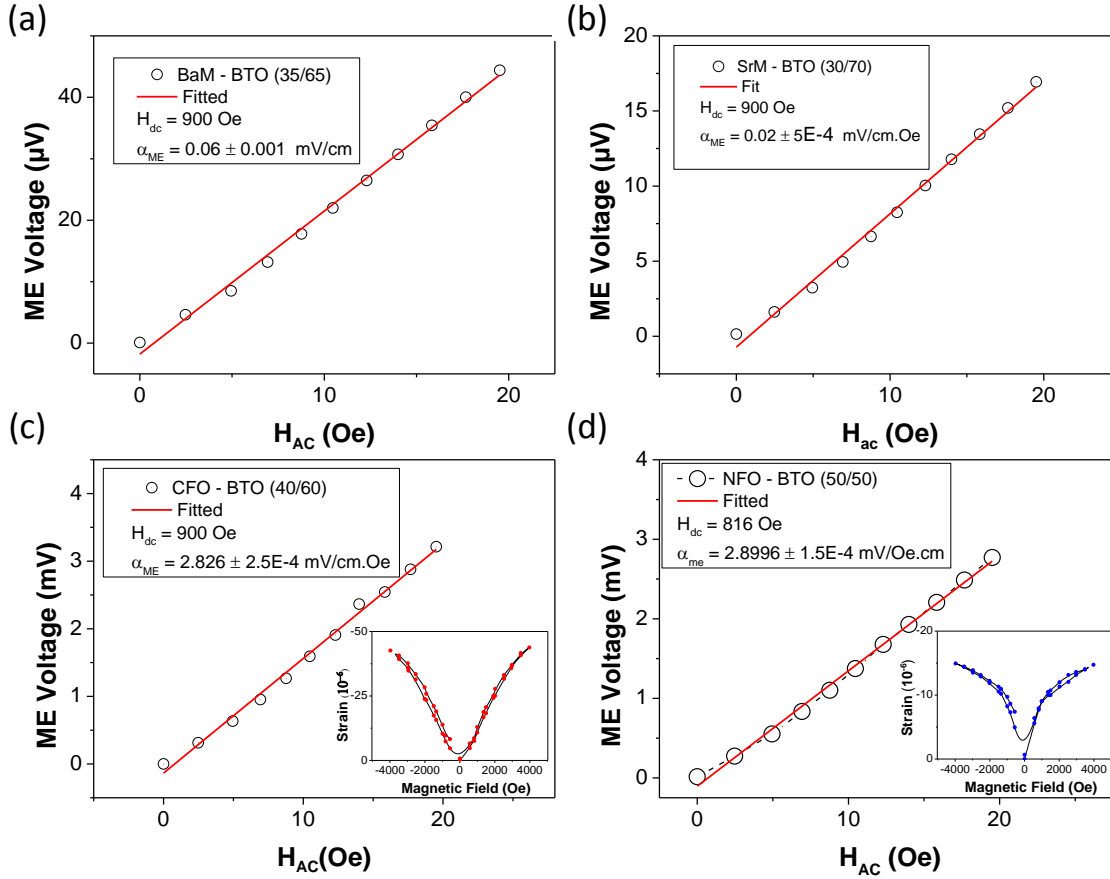 (a)
40
20
0
0
10
20
ME Voltage (µV)
H_AC (Oe)
BaM - BTO (35/65)
Fitted
H_dc = 900 Oe
α_ME = 0.06 ± 0.001 mV/cm
(b)
20
15
10
5
0
0
10
20
ME Voltage (µV)
H_ac (Oe)
SrM - BTO (30/70)
Fit
H_dc = 900 Oe
α_ME = 0.02 ± 5E-4 mV/cm.Oe
(c)
4
3
2
1
0
0
10
20
ME Voltage (mV)
H_AC(Oe)
CFO - BTO (40/60)
Fitted
H_dc = 900 Oe
α_ME = 2.826 ± 2.5E-4 mV/cm.Oe
-50
-25
0
-4000 -2000 0 2000 4000
Strain (10⁻⁶)
Magnetic Field (Oe)
(d)
4
3
2
1
0
0
10
20
ME Voltage (mV)
H_AC (Oe)
NFO - BTO (50/50)
Fitted
H_dc = 816 Oe
α_me = 2.8996 ± 1.5E-4 mV/Oe.cm
-20
-10
0
-4000 -2000 0 2000 4000
Strain (10⁻⁶)
Magnetic Field (Oe)